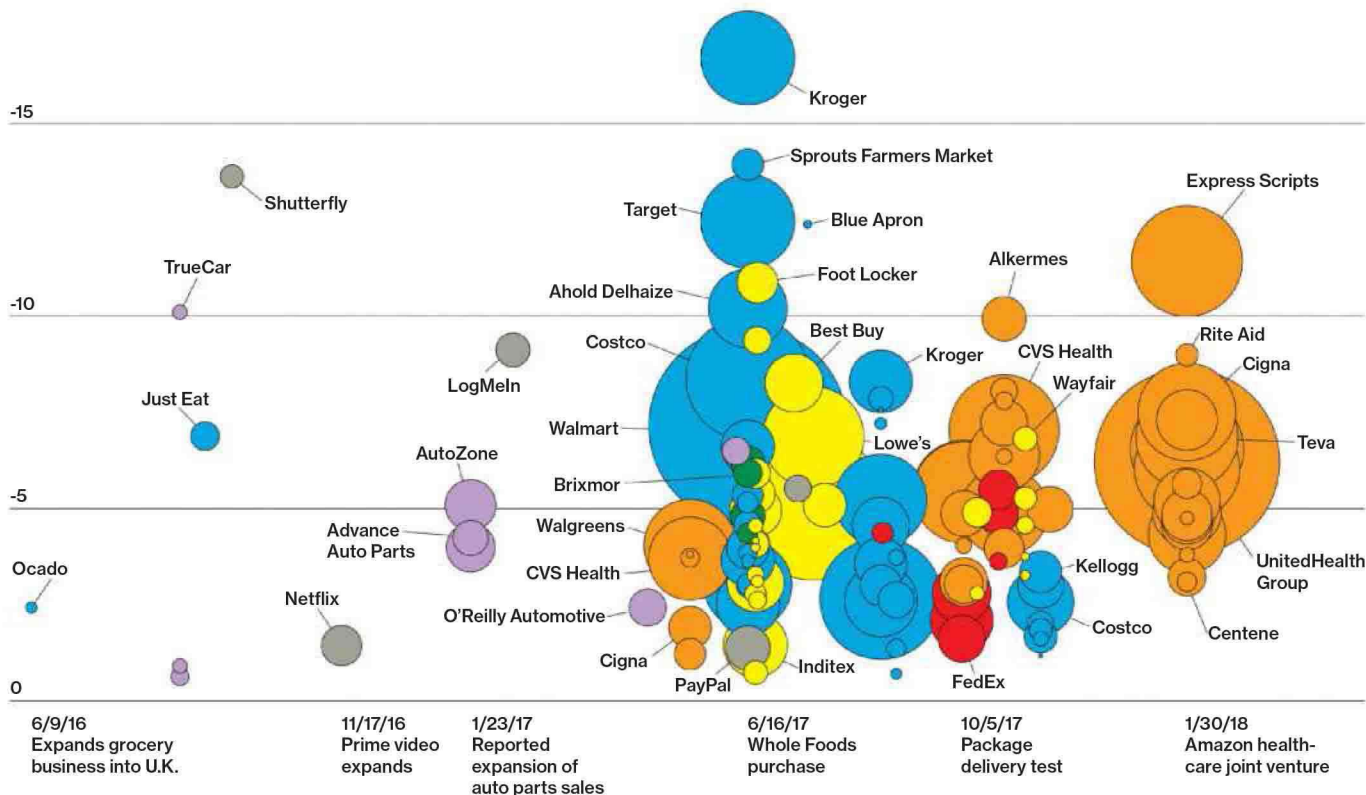 Kroger
-15
Sprouts Farmers Market
Shutterfly
Target
Blue Apron
Express Scripts
TrueCar
Foot Locker
Alkermes
Ahold Delhaize
-10
Costco
Best Buy
Kroger
CVS Health
Rite Aid
Cigna
LogMeIn
Wayfair
Just Eat
Walmart
Lowe's
Teva
AutoZone
Brixmor
-5
Walgreens
Advance
Auto Parts
Ocado
CVS Health
Kellogg
UnitedHealth
Group
Netflix
O'Reilly Automotive
Costco
Centene
Cigna
PayPal
Inditex
FedEx
0
6/9/16
Expands grocery
business into U.K.
11/17/16
Prime video
expands
1/23/17
Reported
expansion of
auto parts sales
6/16/17
Whole Foods
purchase
10/5/17
Package
delivery test
1/30/18
Amazon health-
care joint venture